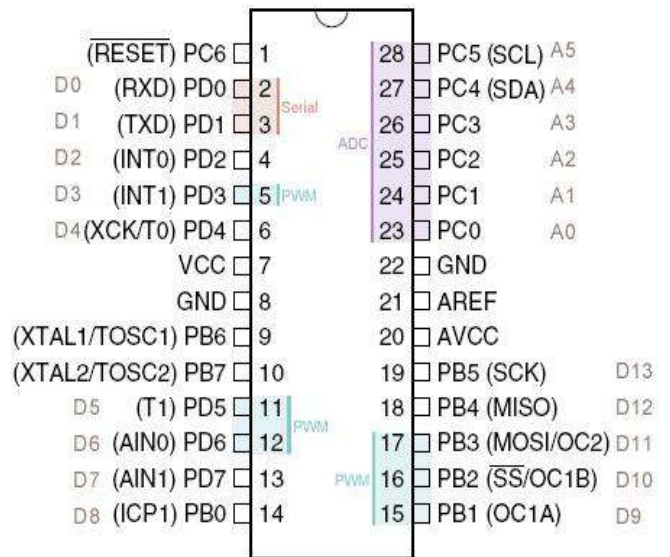 (RESET) PC6 1 28 PC5 (SCL) A5
D0 (RXD) PD0 2 27 PC4 (SDA) A4
Serial
D1 (TXD) PD1 3 26 PC3 A3
ADC
D2 (INT0) PD2 4 25 PC2 A2
D3 (INT1) PD3 5 PWM 24 PC1 A1
D4 (XCK/T0) PD4 6 23 PC0 A0
VCC 7 22 GND
GND 8 21 AREF
(XTAL1/TOSC1) PB6 9 20 AVCC
(XTAL2/TOSC2) PB7 10 19 PB5 (SCK) D13
D5 (T1) PD5 11 18 PB4 (MISO) D12
PWM
D6 (AIN0) PD6 12 17 PB3 (MOSI/OC2) D11
D7 (AIN1) PD7 13 PWM 16 PB2 (SS/OC1B) D10
D8 (ICP1) PB0 14 15 PB1 (OC1A) D9